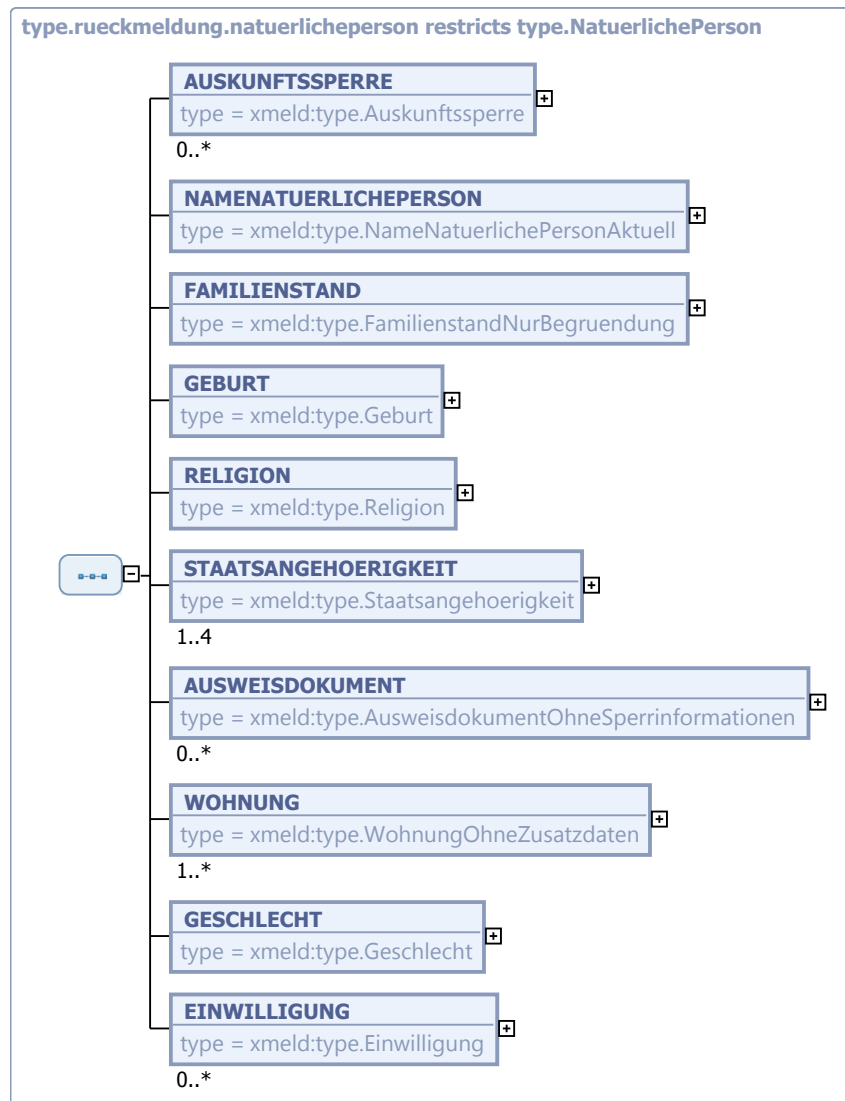 type.rueckmeldung.natuerlicheperson restricts type.NatuerlichePerson
AUSKUNFTSSPERRE
type = xmeld:type.Auskunftssperre
0..*
NAMENATUERLICHEPERSON
type = xmeld:type.NameNatuerlichePersonAktuell
FAMILIENSTAND
type = xmeld:type.FamilienstandNurBegruendung
GEBURT
type = xmeld:type.Geburt
RELIGION
type = xmeld:type.Religion
STAATSANGEHOERIGKEIT
type = xmeld:type.Staatsangehoerigkeit
1..4
AUSWEISDOKUMENT
type = xmeld:type.AusweisdokumentOhneSperrinformationen
0..*
WOHNUNG
type = xmeld:type.WohnungOhneZusatzdaten
1..*
GESCHLECHT
type = xmeld:type.Geschlecht
EINWILLIGUNG
type = xmeld:type.Einwilligung
0..*